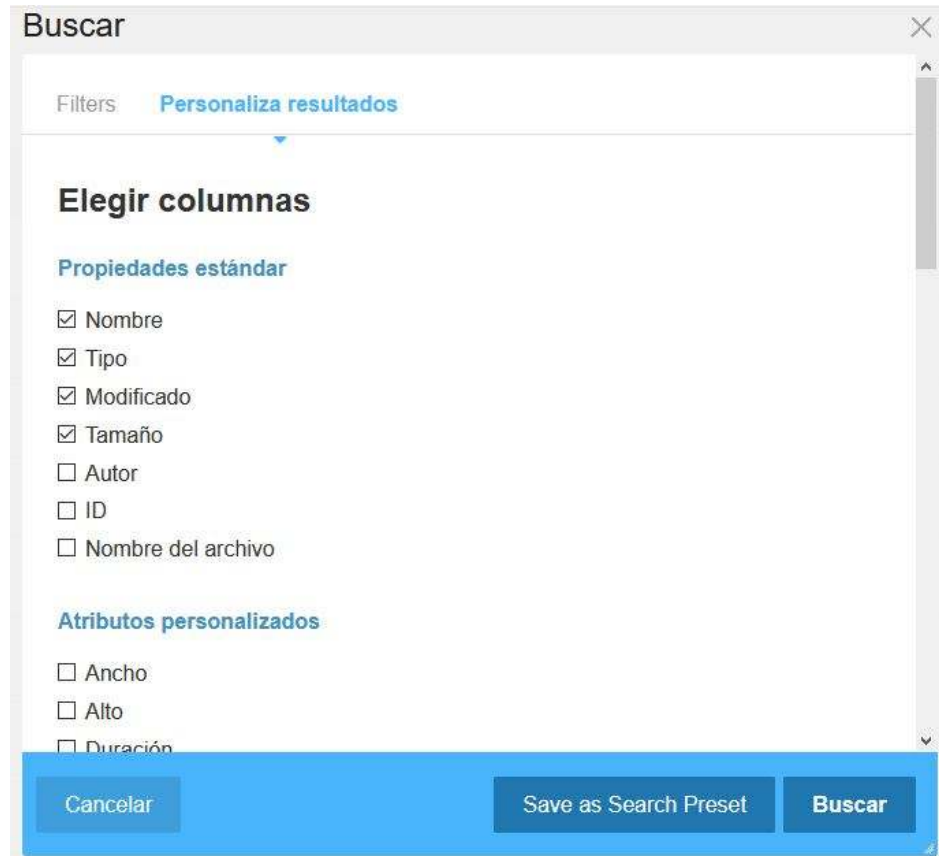 Buscar
Filters Personaliza resultados
Elegir columnas
Propiedades estándar
Nombre
Tipo
Modificado
Tamaño
Autor
ID
Nombre del archivo
Atributos personalizados
Ancho
Alto
Duración
Cancelar Save as Search Preset Buscar